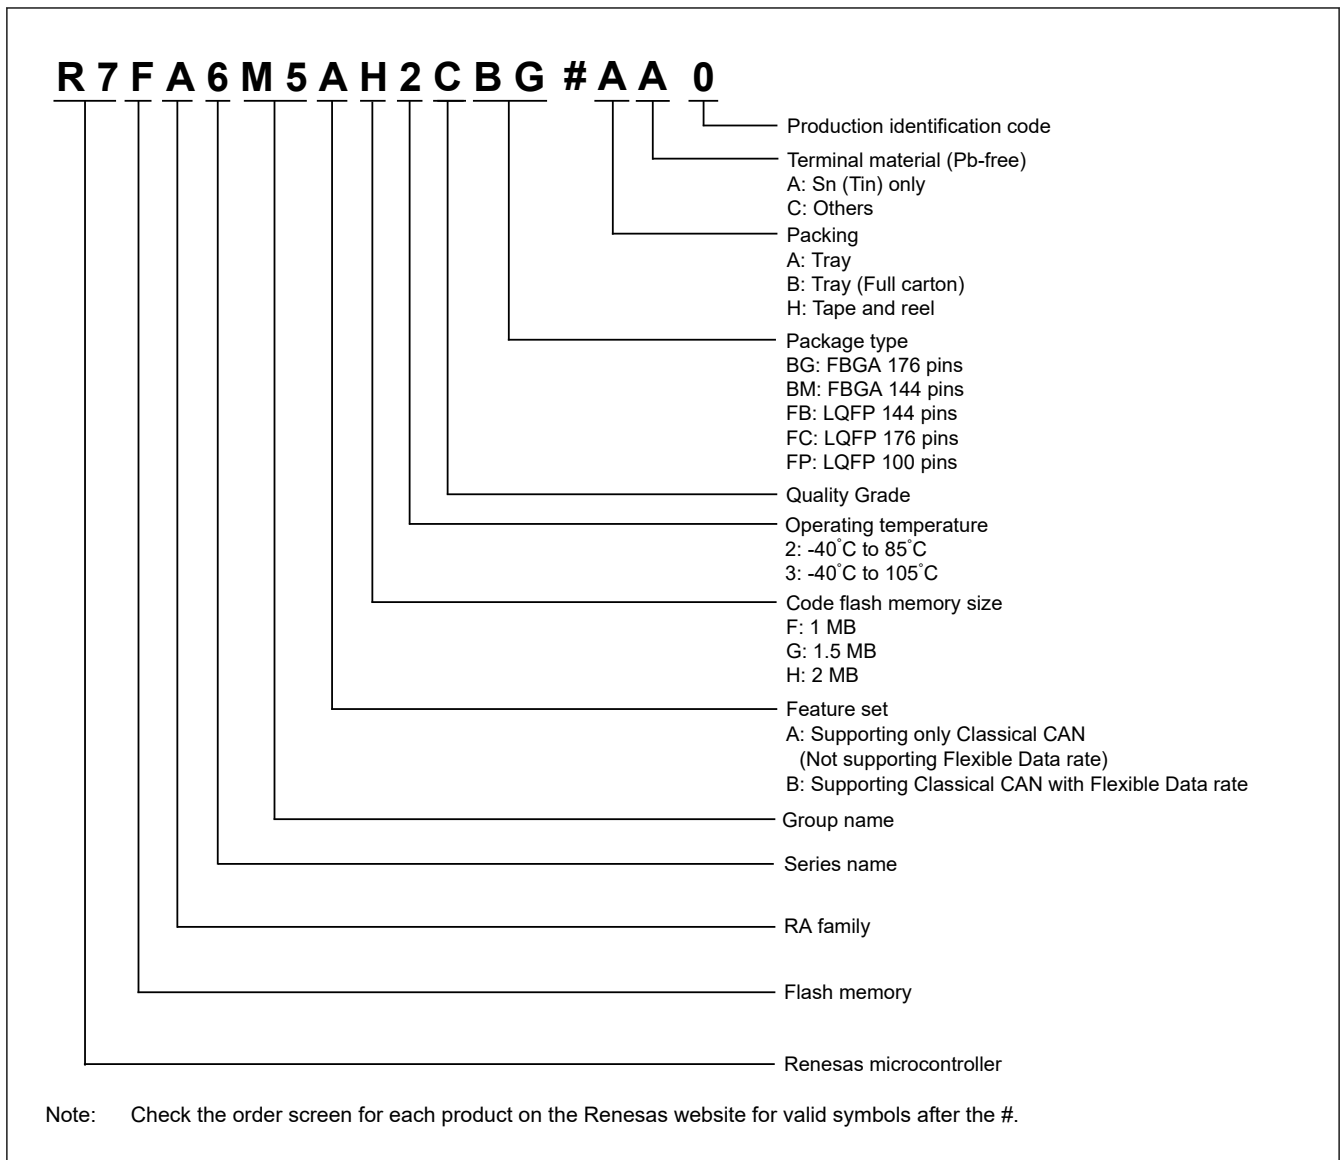 R7FA6M5AH2CBG#AA0
Production identification code
Terminal material (Pb-free)
A: Sn (Tin) only
C: Others
Packing
A: Tray
B: Tray (Full carton)
H: Tape and reel
Package type
BG: FBGA 176 pins
BM: FBGA 144 pins
FB: LQFP 144 pins
FC: LQFP 176 pins
FP: LQFP 100 pins
Quality Grade
Operating temperature
2: -40°C to 85°C
3: -40°C to 105°C
Code flash memory size
F: 1 MB
G: 1.5 MB
H: 2 MB
Feature set
A: Supporting only Classical CAN
(Not supporting Flexible Data rate)
B: Supporting Classical CAN with Flexible Data rate
Group name
Series name
RA family
Flash memory
Renesas microcontroller
Note: Check the order screen for each product on the Renesas website for valid symbols after the #.